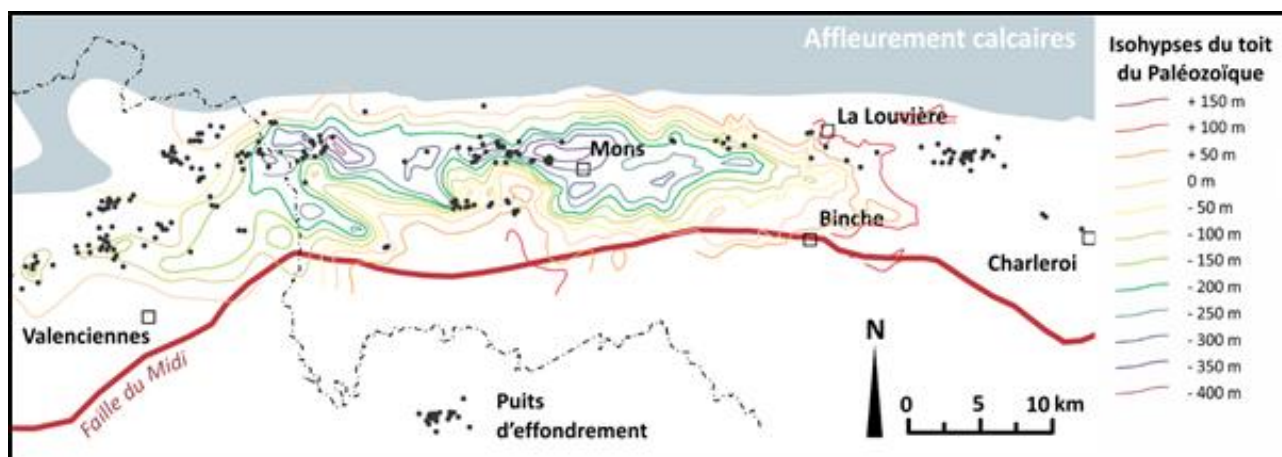 Affleurement calcaires
La Louvière
Mons
Binche
Charleroi
Valenciennes
Faille du Midi
Puits
d'effondrement
N
0 5 10 km
Isohypses du toit
du Paléozoïque
+ 150 m
+ 100 m
+ 50 m
0 m
- 50 m
- 100 m
- 150 m
- 200 m
- 250 m
- 300 m
- 350 m
- 400 m